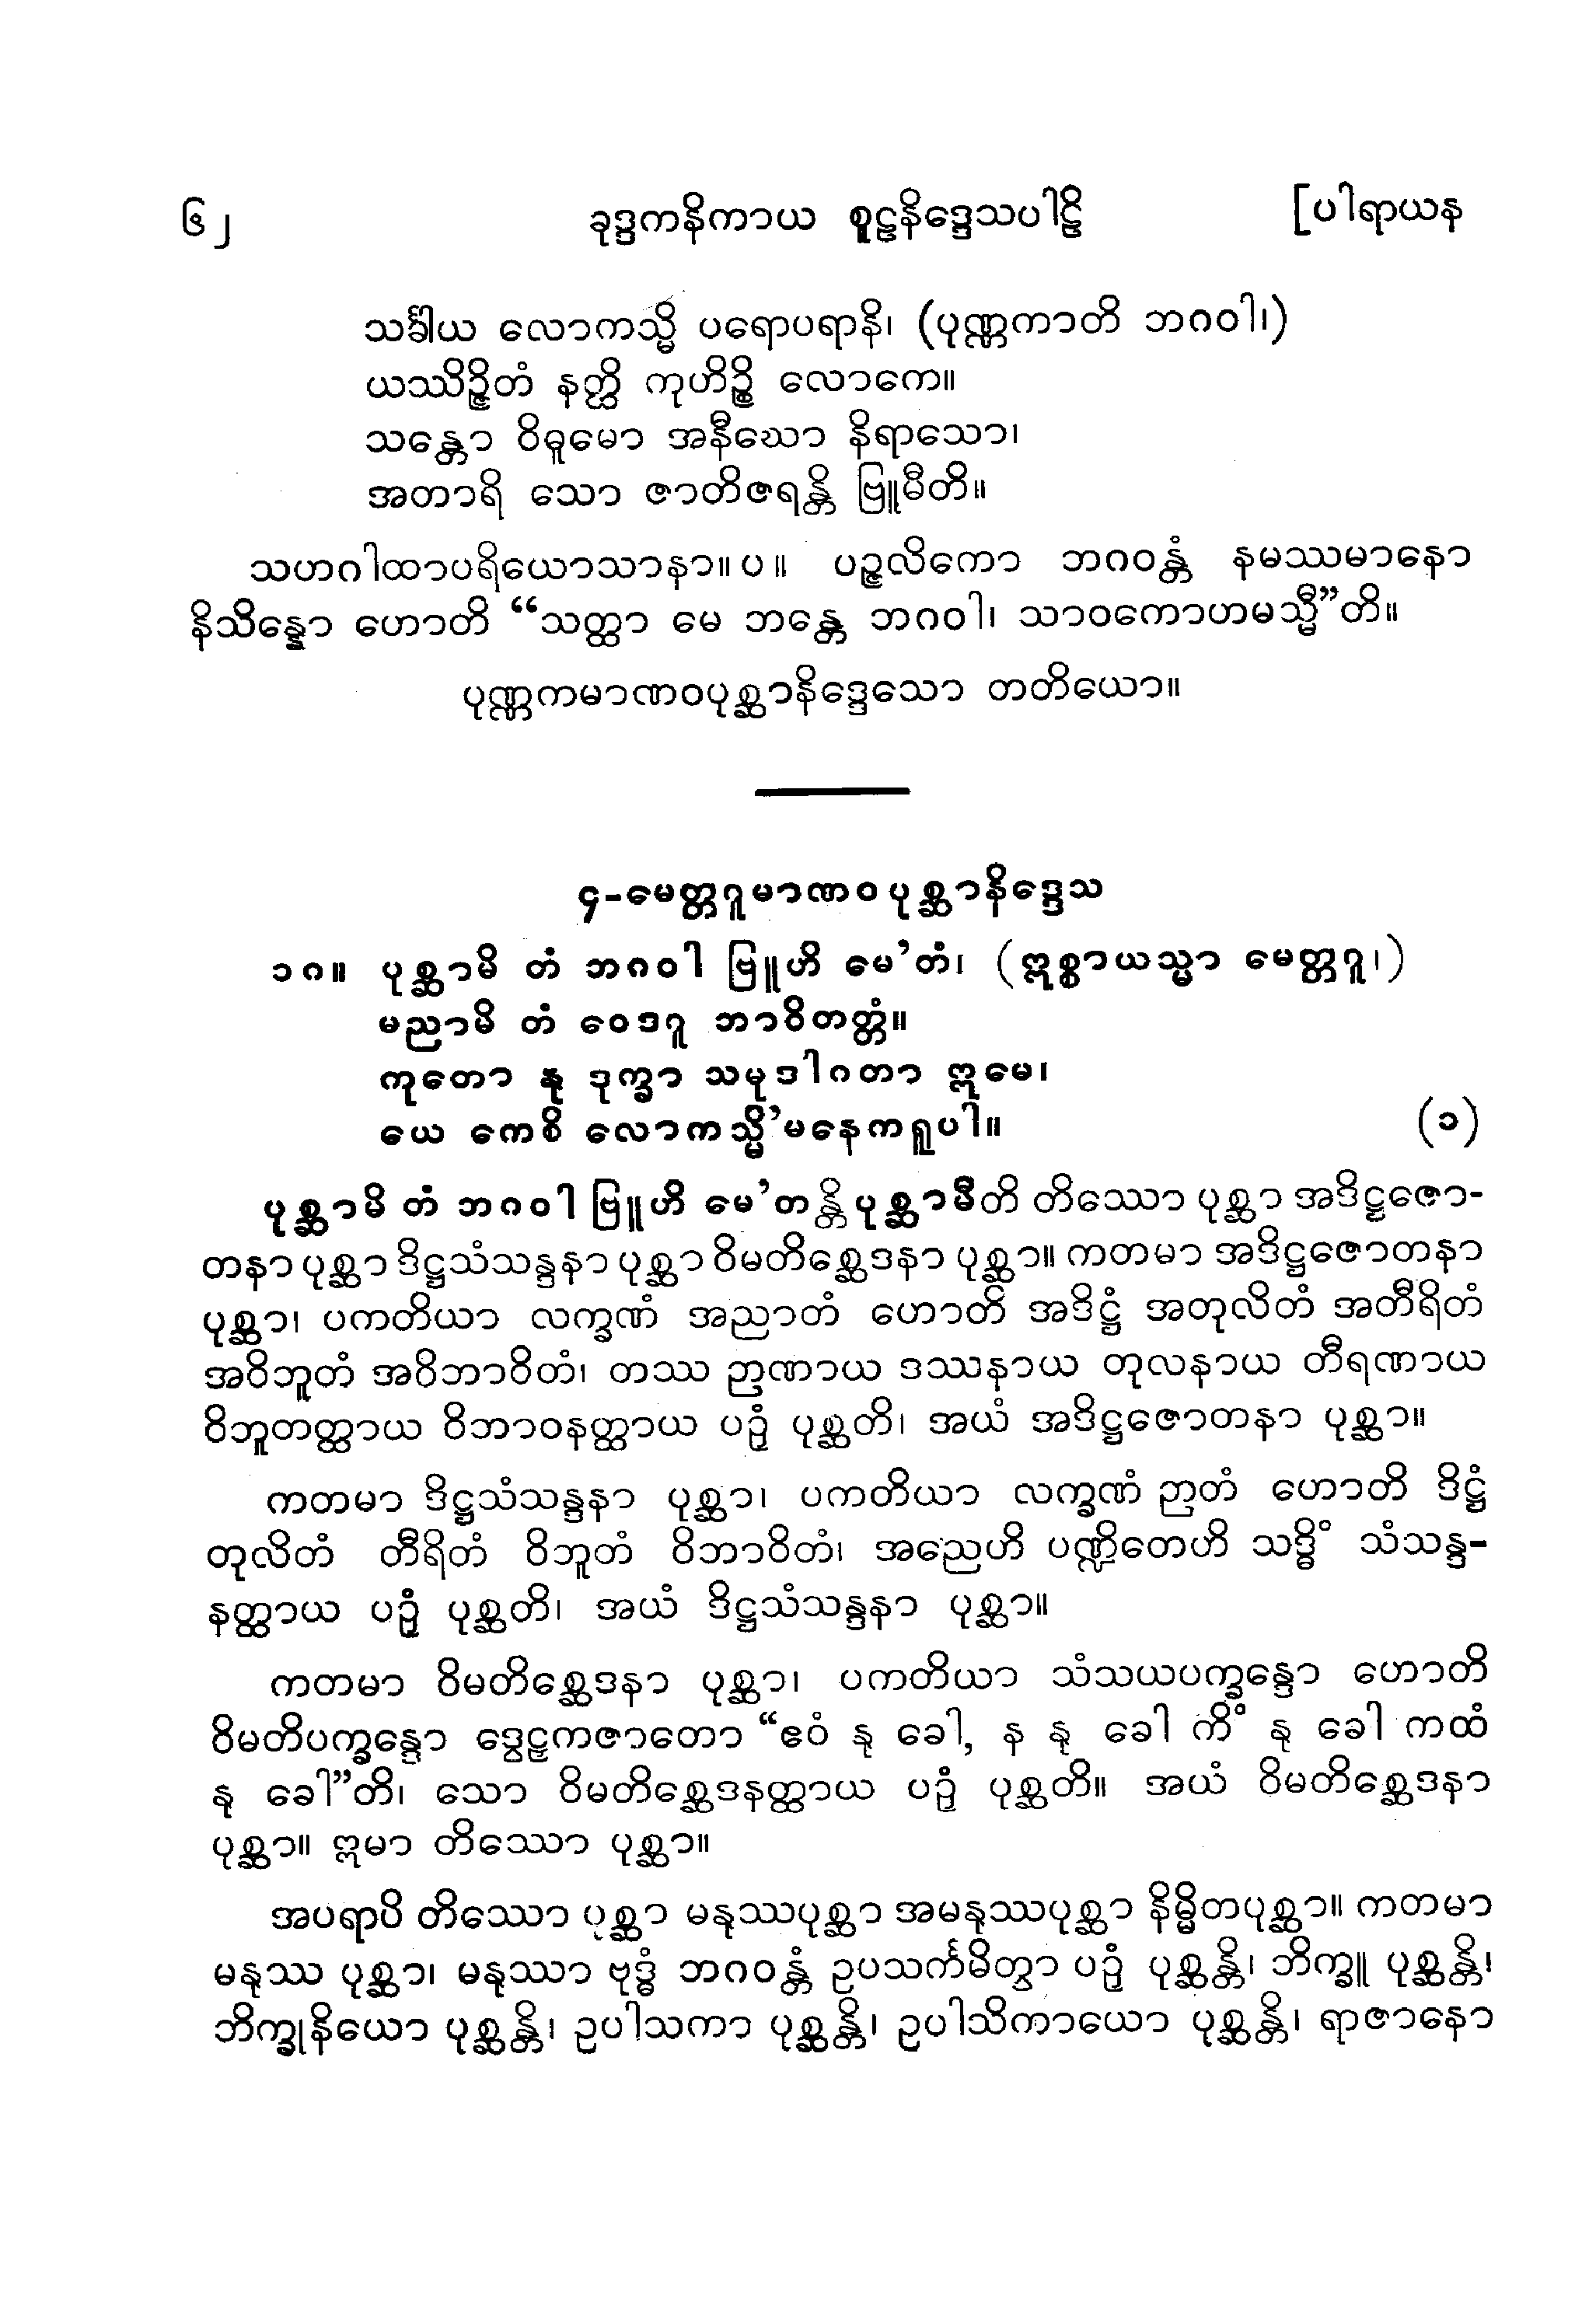 ၆၂ ခုဒ္ဒကနိကာယ စူဠနိဒ္ဒေသပါဠိ [ပါရာယန
သင်္ခါယ လောကသ္မိံ ပရောပရာနိ၊ (ပုဏ္ဏကာတိ ဘဂဝါ၊)
ယဿိဉ္ဇိတံ နတ္ထိ ကုဟိဉ္စိ လောကေ။
သန္တော ဝိဓူမော အနီဃော နိရာသော၊
အတာရိ သော ဇာတိဇရန္တိ ဗြူမီတိ။
သဟဂါထာပရိယောသာနာ။ပ။ ပဉ္ဇလိကော ဘဂဝန္တံ နမဿမာနော
နိသိန္နော ဟောတိ “သတ္ထာ မေ ဘန္တေ ဘဂဝါ၊ သာဝကောဟမသ္မီ”တိ။
ပုဏ္ဏကမာဏဝပုစ္ဆာနိဒ္ဒေသော တတိယော။
၄-မေတ္တဂူမာဏဝပုစ္ဆာနိဒ္ဒေသ
၁၈။ ပုစ္ဆာမိ တံ ဘဂဝါ ဗြူဟိ မေ’တံ၊ (ဣစ္စာယသ္မာ မေတ္တဂူ၊)
မညာမိ တံ ဝေဒဂူ ဘာဝိတတ္တံ။
ကုတော နု ဒုက္ခာ သမုဒါဂတာ ဣမေ၊
ယေ ကေစိ လောကသ္မိံ’မနေကရူပါ။ (၁)
ပုစ္ဆာမိ တံ ဘဂဝါ ဗြူဟိ မေ’တန္တိ ပုစ္ဆာမီတိ တိဿော ပုစ္ဆာ အဒိဋ္ဌဇော-
တနာ ပုစ္ဆာ ဒိဋ္ဌသံသန္ဒနာ ပုစ္ဆာ ဝိမတိစ္ဆေဒနာ ပုစ္ဆာ။ ကတမာ အဒိဋ္ဌဇောတနာ
ပုစ္ဆာ၊ ပကတိယာ လက္ခဏံ အညာတံ ဟောတိ အဒိဋ္ဌံ အတုလိတံ အတီရိတံ
အဝိဘူတံ အဝိဘာဝိတံ၊ တဿ ဉာဏာယ ဒဿနာယ တုလနာယ တီရဏာယ
ဝိဘူတတ္ထာယ ဝိဘာဝနတ္ထာယ ပဉှံ ပုစ္ဆတိ၊ အယံ အဒိဋ္ဌဇောတနာ ပုစ္ဆာ။
ကတမာ ဒိဋ္ဌသံသန္ဒနာ ပုစ္ဆာ၊ ပကတိယာ လက္ခဏံ ဉာတံ ဟောတိ ဒိဋ္ဌံ
တုလိတံ တီရိတံ ဝိဘူတံ ဝိဘာဝိတံ၊ အညေဟိ ပဏ္ဍိတေဟိ သဒ္ဓိံ သံသန္ဒ-
နတ္ထာယ ပဉှံ ပုစ္ဆတိ၊ အယံ ဒိဋ္ဌသံသန္ဒနာ ပုစ္ဆာ။
ကတမာ ဝိမတိစ္ဆေဒနာ ပုစ္ဆာ၊ ပကတိယာ သံသယပက္ခန္ဒော ဟောတိ
ဝိမတိပက္ခန္ဒော ဒွေဠှကဇာတော “ဧဝံ နု ခေါ, န နု ခေါ ကိံ နု ခေါ ကထံ
နု ခေါ”တိ၊ သော ဝိမတိစ္ဆေဒနတ္ထာယ ပဉှံ ပုစ္ဆတိ။ အယံ ဝိမတိစ္ဆေဒနာ
ပုစ္ဆာ။ ဣမာ တိဿော ပုစ္ဆာ။
အပရာပိ တိဿော ပုစ္ဆာ မနုဿပုစ္ဆာ အမနုဿပုစ္ဆာ နိမ္မိတပုစ္ဆာ။ ကတမာ
မနုဿ ပုစ္ဆာ၊ မနုဿာ ဗုဒ္ဓံ ဘဂဝန္တံ ဥပသင်္ကမိတွာ ပဉှံ ပုစ္ဆန္တိ၊ ဘိက္ခူ ပုစ္ဆန္တိ၊
ဘိက္ခုနိယော ပုစ္ဆန္တိ၊ ဥပါသကာ ပုစ္ဆန္တိ၊ ဥပါသိကာယော ပုစ္ဆန္တိ၊ ရာဇာနော